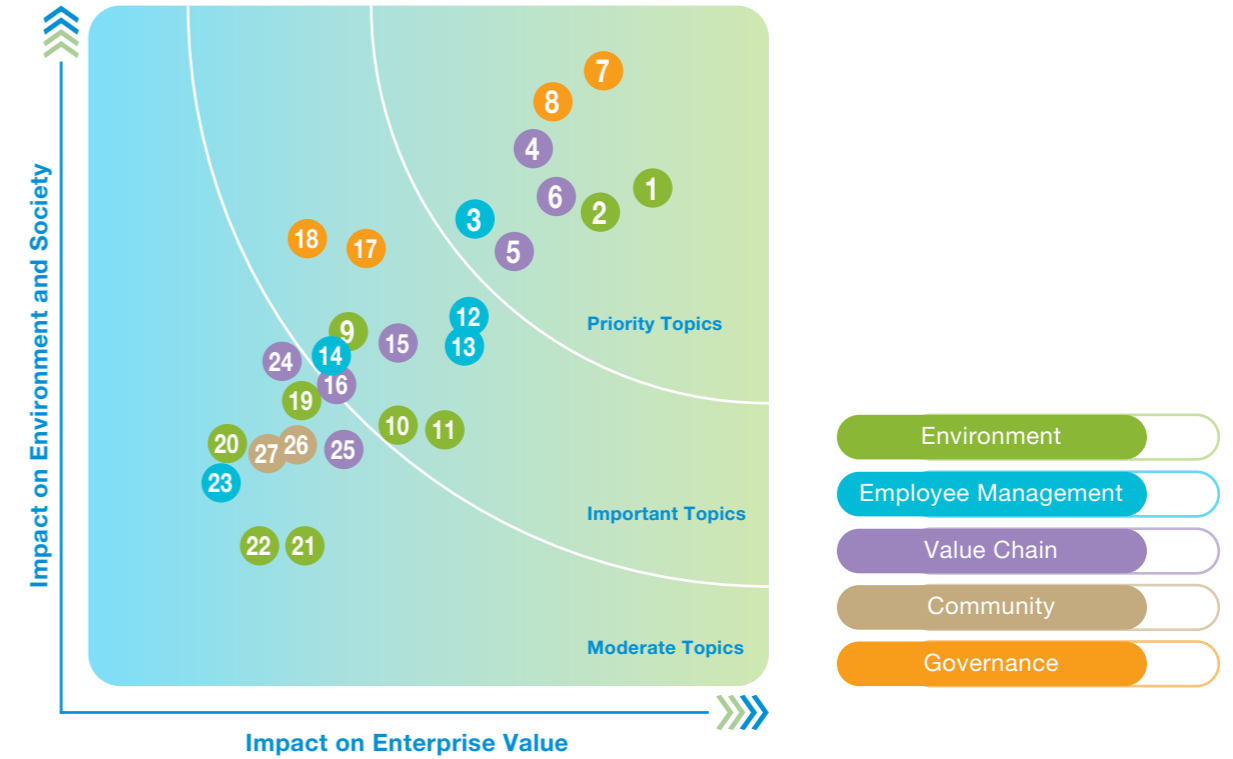 Impact on Environment and Society
7
8
4
1
6
2
3
5
18
17
12
9
15
13
14
24
16
19
10
11
20
26
25
27
23
22
21
Priority Topics
Important Topics
Moderate Topics
Impact on Enterprise Value
Environment
Employee Management
Value Chain
Community
Governance